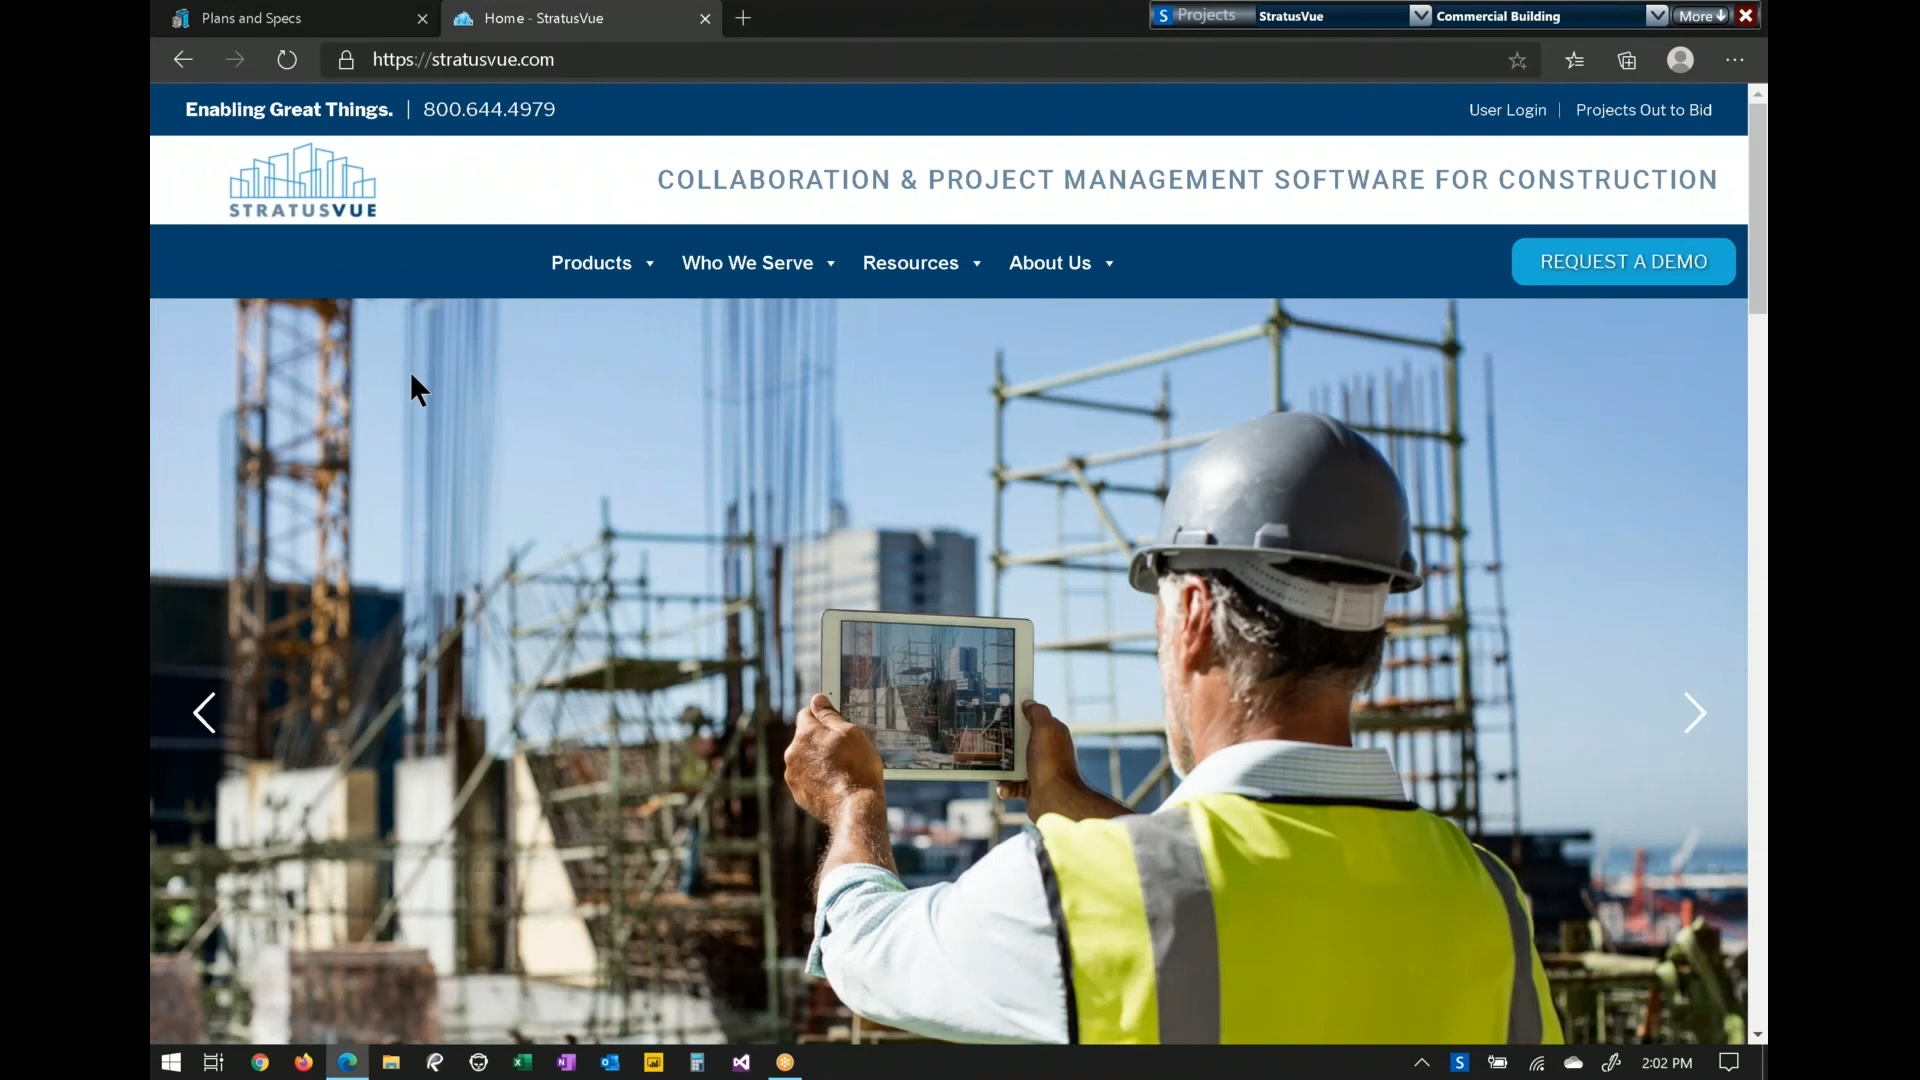 Plans and Specs
Home - StratusVue
S Projects StratusVue Commercial Building More
https://stratusvue.com
Enabling Great Things. | 800.644.4979
User Login | Projects Out to Bid
STRATUSVUE
COLLABORATION & PROJECT MANAGEMENT SOFTWARE FOR CONSTRUCTION
Products Who We Serve Resources About Us
REQUEST A DEMO
2:02 PM